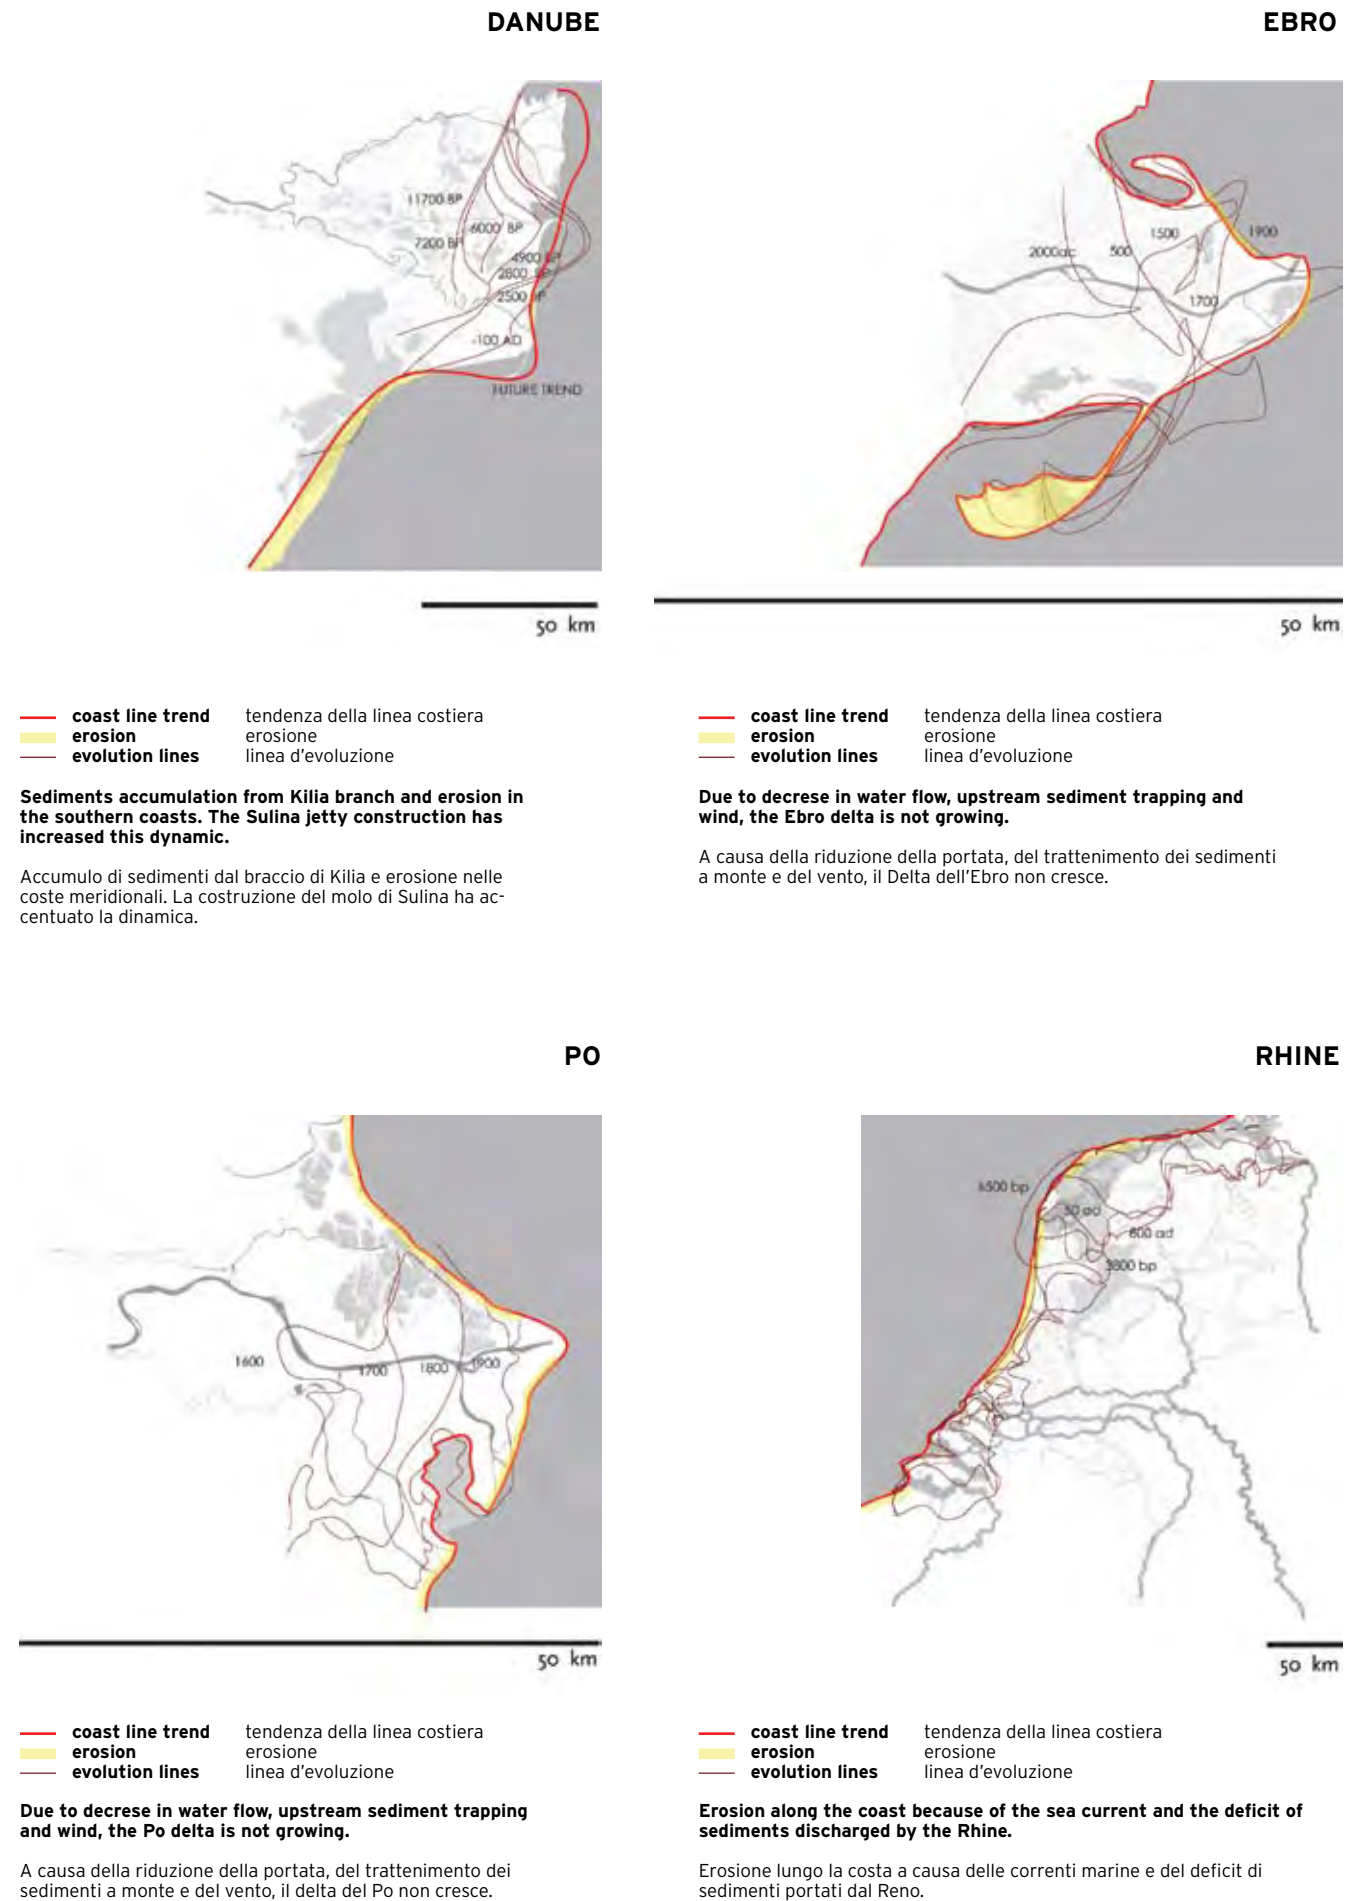 DANUBE
11700 BP
6000 BP
7200 BP
4900 BP
2800 BP
2500 BP
-100 AD
FUTURE TREND
50 km
coast line trend tendenza della linea costiera
erosion erosione
evolution lines linea d'evoluzione
Sediments accumulation from Kilia branch and erosion in
the southern coasts. The Sulina jetty construction has
increased this dynamic.
Accumulo di sedimenti dal braccio di Kilia e erosione nelle
coste meridionali. La costruzione del molo di Sulina ha ac-
centuato la dinamica.
EBRO
1500
1900
2000ac
500
1700
50 km
coast line trend tendenza della linea costiera
erosion erosione
evolution lines linea d'evoluzione
Due to decrese in water flow, upstream sediment trapping and
wind, the Ebro delta is not growing.
A causa della riduzione della portata, del trattenimento dei sedimenti
a monte e del vento, il Delta dell'Ebro non cresce.
PO
1600
1700
1800
1900
50 km
coast line trend tendenza della linea costiera
erosion erosione
evolution lines linea d'evoluzione
Due to decrese in water flow, upstream sediment trapping
and wind, the Po delta is not growing.
A causa della riduzione della portata, del trattenimento dei
sedimenti a monte e del vento, il delta del Po non cresce.
RHINE
6500 bp
50 ad
800 ad
3800 bp
50 km
coast line trend tendenza della linea costiera
erosion erosione
evolution lines linea d'evoluzione
Erosion along the coast because of the sea current and the deficit of
sediments discharged by the Rhine.
Erosione lungo la costa a causa delle correnti marine e del deficit di
sedimenti portati dal Reno.